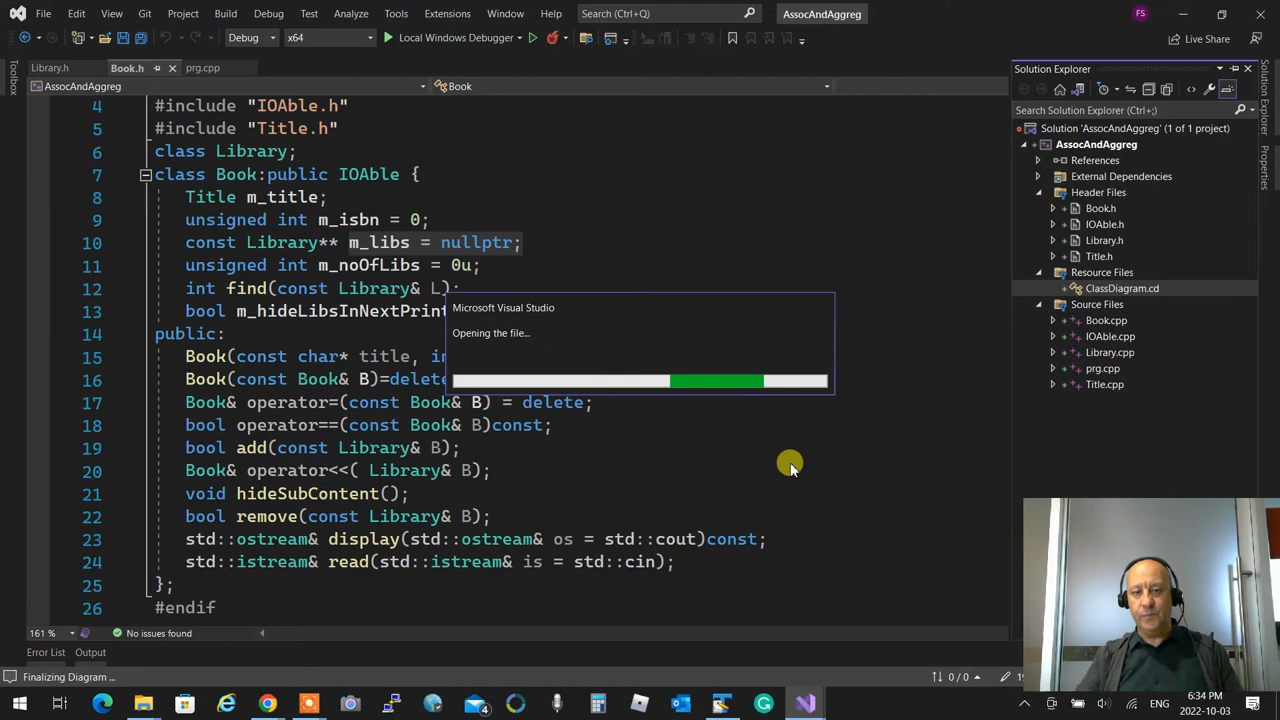 File Edit View Git Project Build Debug Test Analyze Tools Extensions Window Help Search (Ctrl+Q) AssocAndAggreg FS
Debug x64 Local Windows Debugger Live Share
Library.h Book.h prg.cpp
AssocAndAggreg Book
Toolbox
4 #include "IOAble.h"
5 #include "Title.h"
6 class Library;
7 class Book:public IOAble {
8 Title m_title;
9 unsigned int m_isbn = 0;
10 const Library** m_libs = nullptr;
11 unsigned int m_noOfLibs = 0u;
12 int find(const Library& L);
13 bool m_hideLibsInNextPrint
14 public:
15 Book(const char* title, in
16 Book(const Book& B)=delete
17 Book& operator=(const Book& B) = delete;
18 bool operator==(const Book& B)const;
19 bool add(const Library& B);
20 Book& operator<<( Library& B);
21 void hideSubContent();
22 bool remove(const Library& B);
23 std::ostream& display(std::ostream& os = std::cout)const;
24 std::istream& read(std::istream& is = std::cin);
25 };
26 #endif
Microsoft Visual Studio
Opening the file...
161 % No issues found
Error List Output
Finalizing Diagram ... 0 / 0
Solution Explorer
Search Solution Explorer (Ctrl+;)
Solution 'AssocAndAggreg' (1 of 1 project)
AssocAndAggreg
References
External Dependencies
Header Files
Book.h
IOAble.h
Library.h
Title.h
Resource Files
ClassDiagram.cd
Source Files
Book.cpp
IOAble.cpp
Library.cpp
prg.cpp
Title.cpp
Solution Explorer
Properties
4
ENG 6:34 PM
2022-10-03